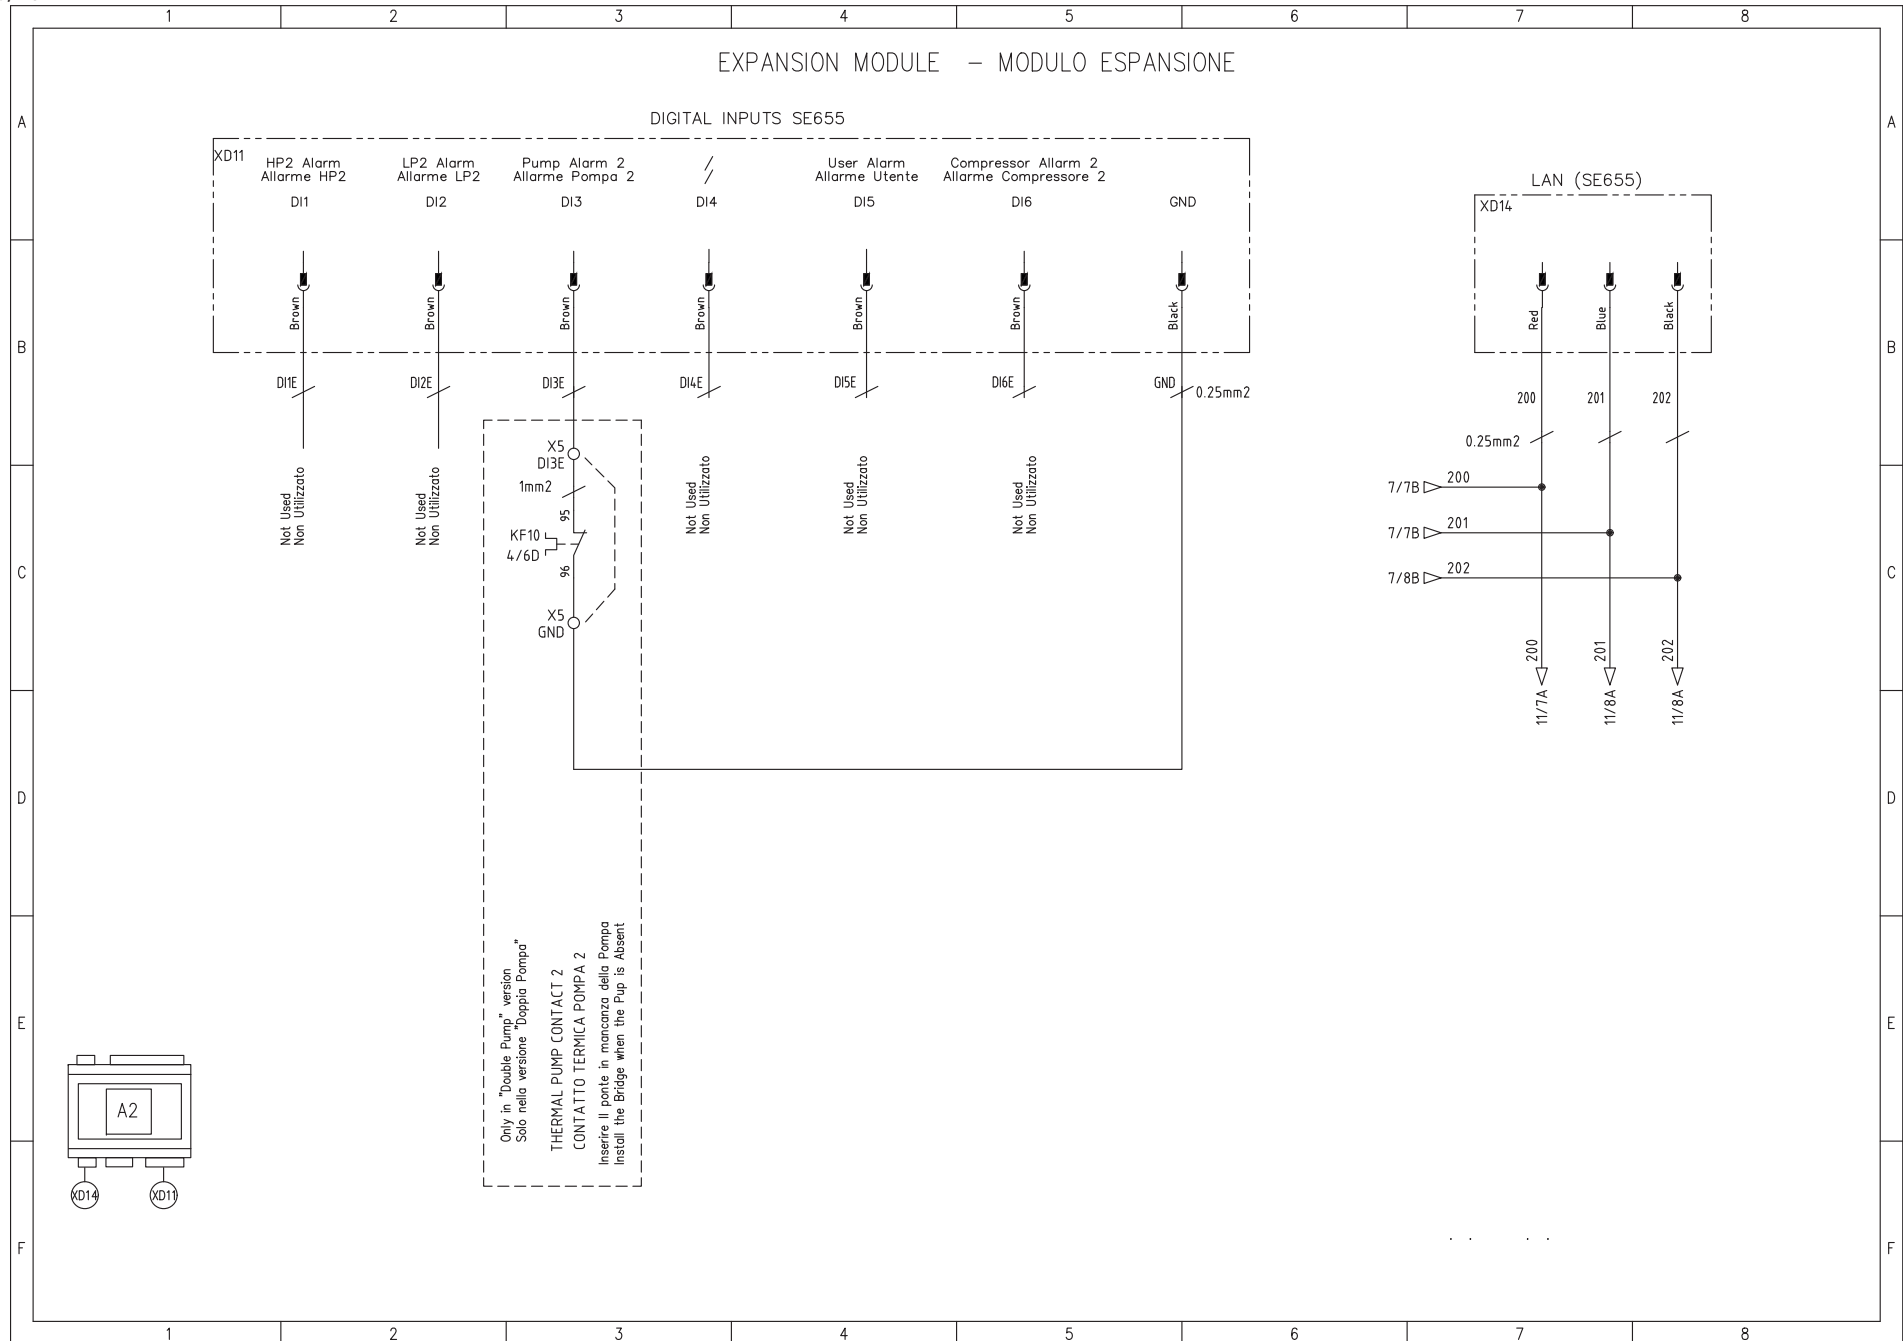 1 2 3 4 5 6 7 8
EXPANSION MODULE - MODULO ESPANSIONE
DIGITAL INPUTS SE655
A
A
XD11
HP2 Alarm
Allarme HP2
DI1
LP2 Alarm
Allarme LP2
DI2
Pump Alarm 2
Allarme Pompa 2
DI3
/
/
DI4
User Alarm
Allarme Utente
DI5
Compressor Allarm 2
Allarme Compressore 2
DI6
GND
LAN (SE655)
XD14
Brown
Brown
Brown
Brown
Brown
Brown
Black
Red
Blue
Black
B
B
DI1E
DI2E
DI3E
DI4E
DI5E
DI6E
GND
0.25mm2
200
201
202
0.25mm2
X5
DI3E
1mm2
95
KF10
4/6D
96
X5
GND
Not Used
Non Utilizzato
Not Used
Non Utilizzato
Not Used
Non Utilizzato
Not Used
Non Utilizzato
Not Used
Non Utilizzato
7/7B
200
7/7B
201
7/8B
202
C
C
200
201
202
11/7A
11/8A
11/8A
D
D
Only in "Double Pump" version
Solo nella versione "Doppia Pompa"
THERMAL PUMP CONTACT 2
CONTATTO TERMICA POMPA 2
Inserire Il ponte in mancanza della Pompa
Install the Bridge when the Pup is Absent
E
E
A2
XD14
XD11
F
F
1 2 3 4 5 6 7 8